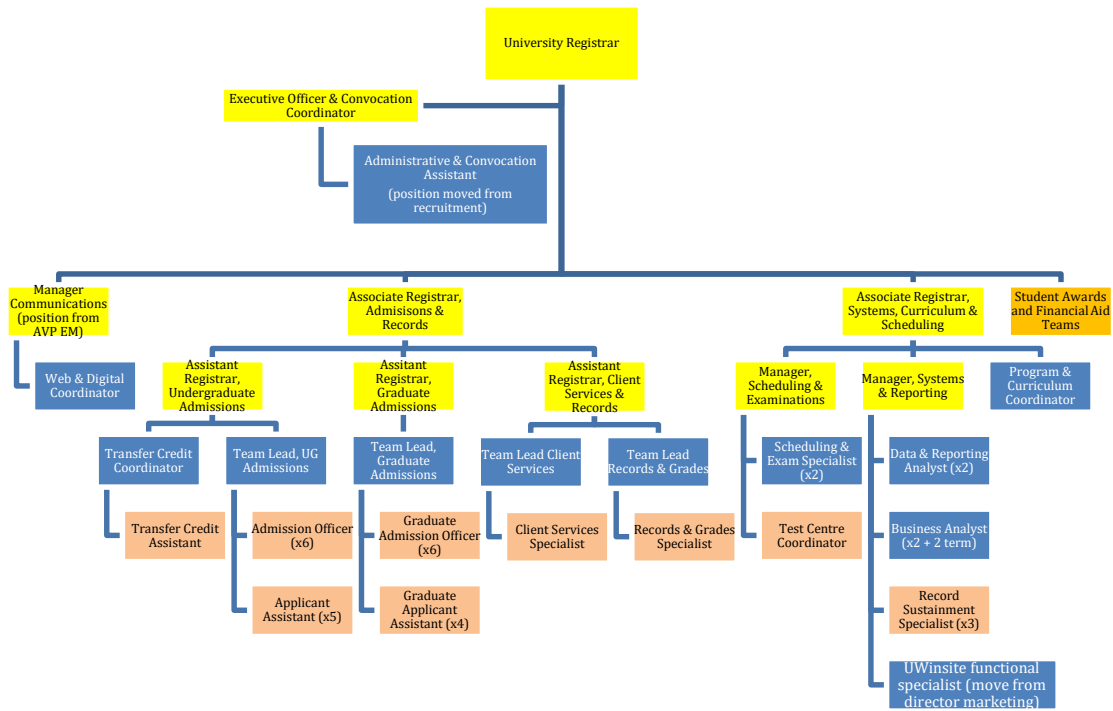 University Registrar
Executive Officer & Convocation
Coordinator
Administrative & Convocation
Assistant
(position moved from
recruitment)
Manager
Communications
(position from
AVP EM)
Associate Registrar,
Admisisons &
Records
Associate Registrar,
Systems, Curriculum &
Scheduling
Student Awards
and Financial Aid
Teams
Web & Digital
Coordinator
Assistant
Registrar,
Undergraduate
Admissions
Assitant
Registrar,
Graduate
Admissions
Assistant
Registrar, Client
Services &
Records
Manager,
Scheduling &
Examinations
Manager, Systems
& Reporting
Program &
Curriculum
Coordinator
Transfer Credit
Coordinator
Team Lead, UG
Admissions
Team Lead,
Graduate
Admissions
Team Lead Client
Services
Team Lead
Records & Grades
Scheduling &
Exam Specialist
(x2)
Data & Reporting
Analyst (x2)
Transfer Credit
Assistant
Admission Officer
(x6)
Graduate
Admission Officer
(x6)
Client Services
Specialist
Records & Grades
Specialist
Test Centre
Coordinator
Business Analyst
(x2 + 2 term)
Applicant
Assistant (x5)
Graduate
Applicant
Assistant (x4)
Record
Sustainment
Specialist (x3)
UWinsite functional
specialist (move from
director marketing)